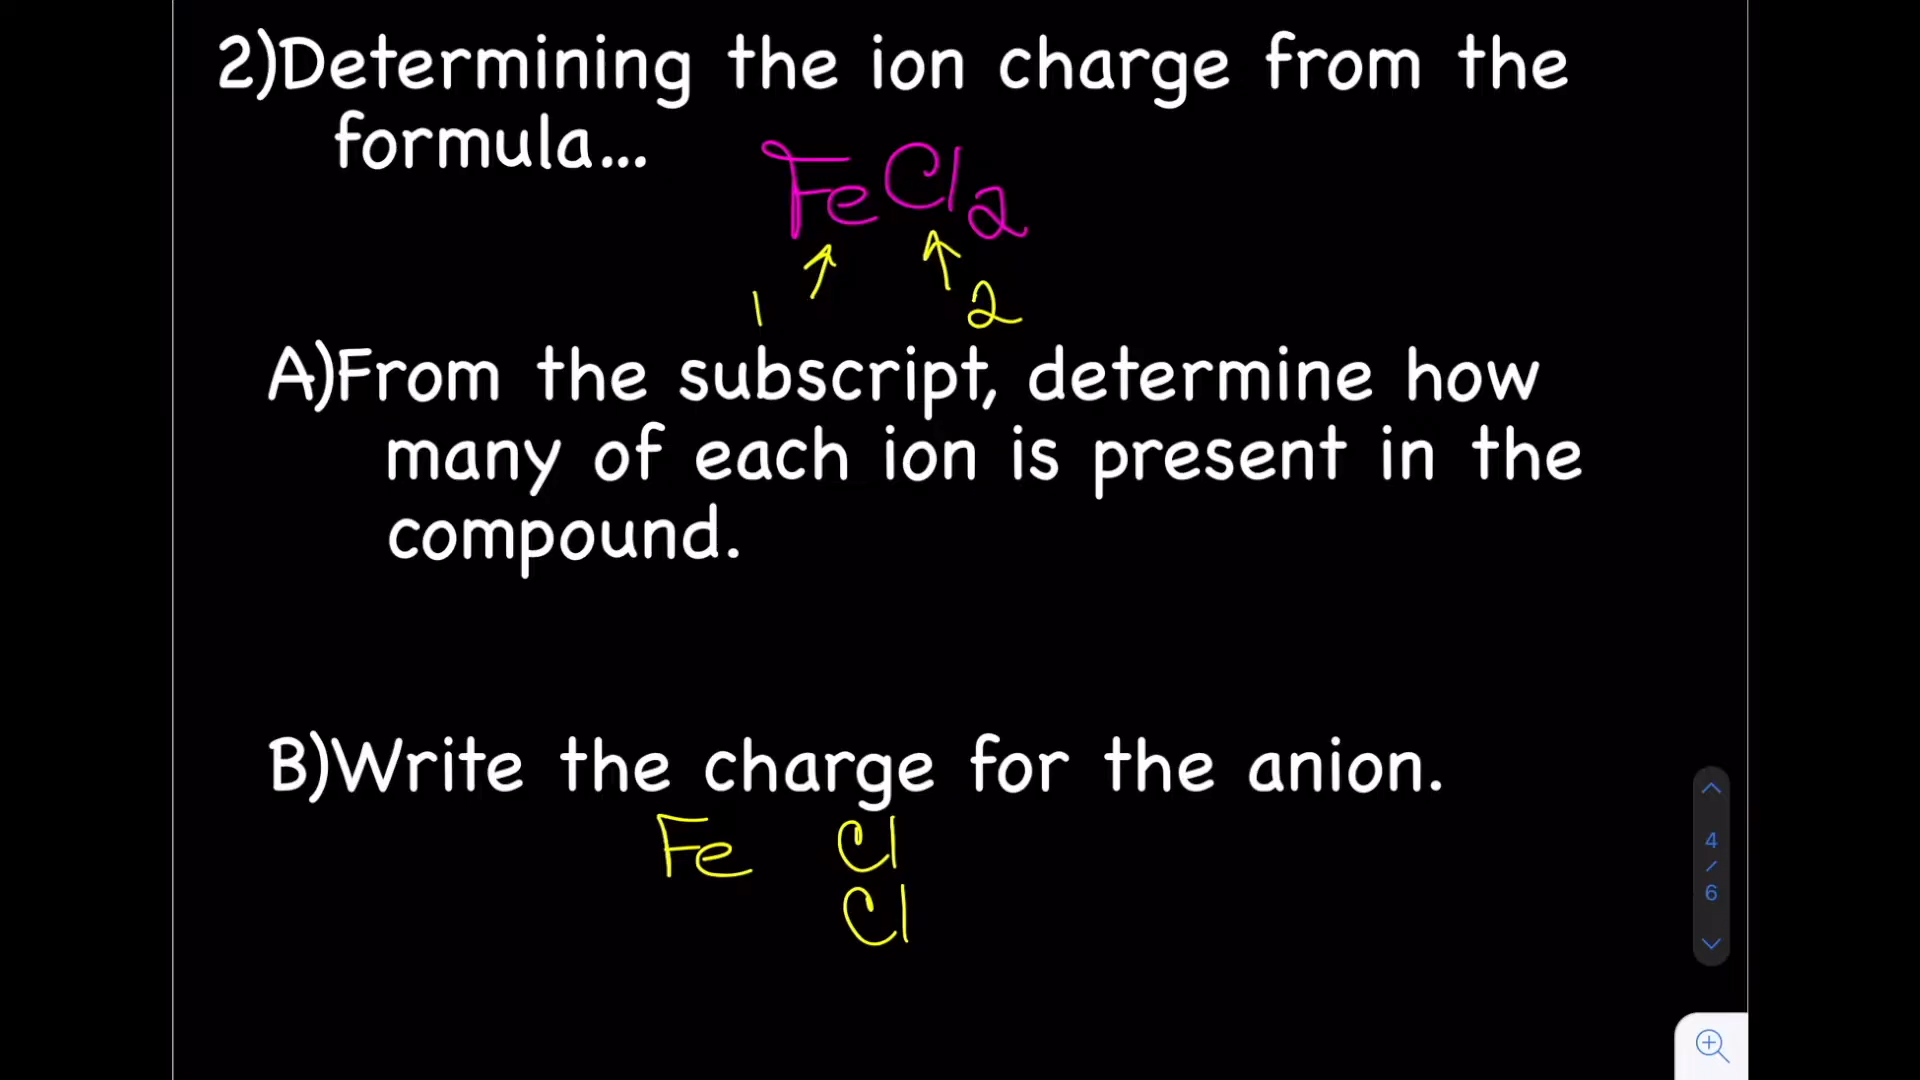 2)Determining the ion charge from the
formula...
FeCl2
1 2
A)From the subscript, determine how
many of each ion is present in the
compound.
B)Write the charge for the anion.
Fe Cl
Cl
4
/
6